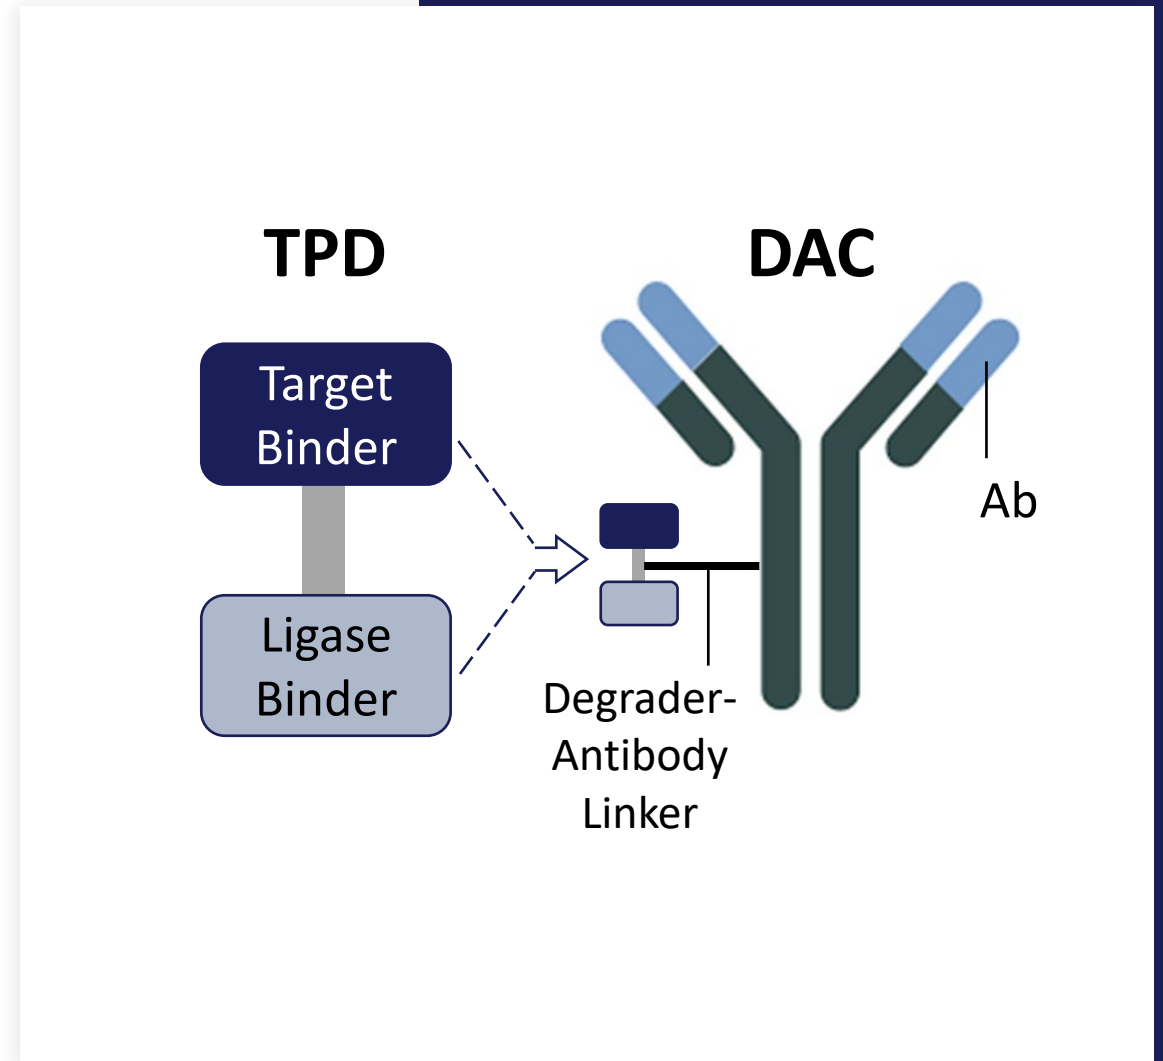 TPD
DAC
Target
Binder
Ligase
Binder
Ab
Degrader-
Antibody
Linker